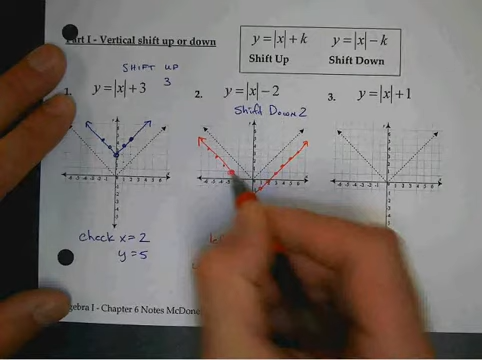 Part I - Vertical shift up or down
y = |x| + k y = |x| − k
Shift Up Shift Down
SHIFT UP
3
1. y = |x| + 3
2. y = |x| − 2
Shift Down 2
3. y = |x| + 1
check x = 2
y = 5
Algebra I - Chapter 6 Notes